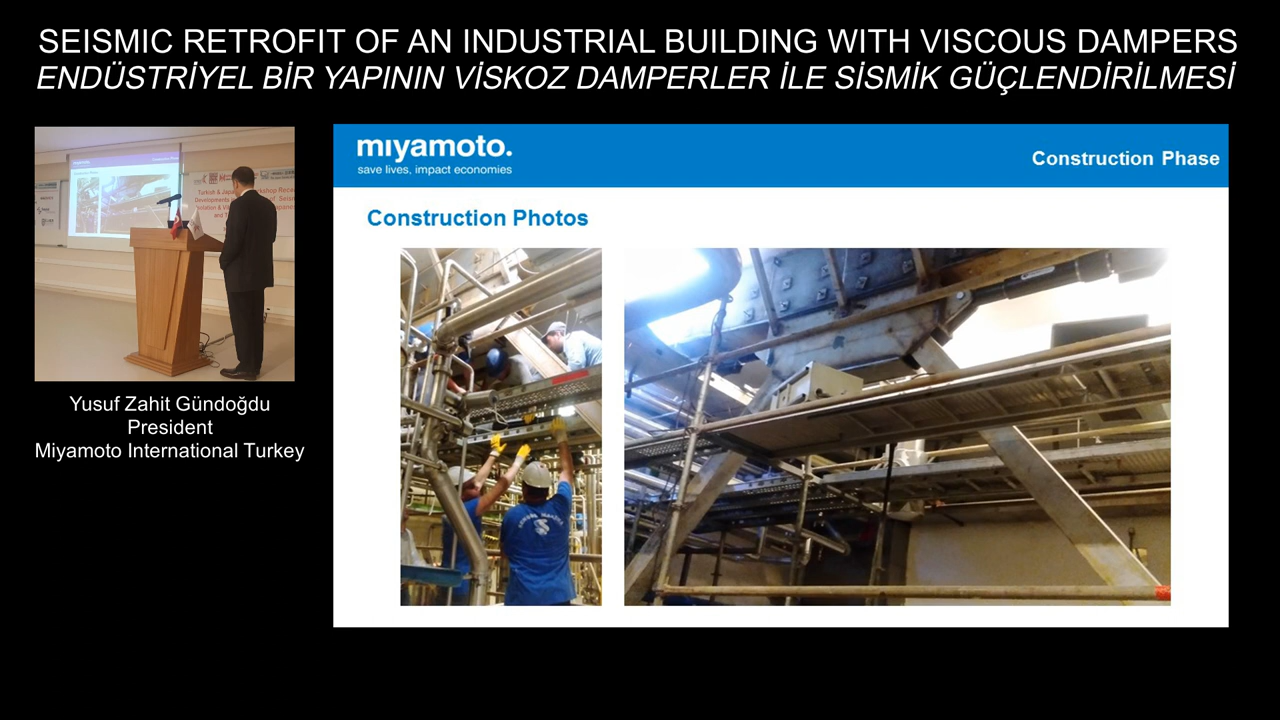 SEISMIC RETROFIT OF AN INDUSTRIAL BUILDING WITH VISCOUS DAMPERS
ENDÜSTRİYEL BİR YAPININ VİSKOZ DAMPERLER İLE SİSMİK GÜÇLENDİRİLMESİ
mıyamoto.
save lives, impact economies
Construction Phase
Construction Photos
Yusuf Zahit Gündoğdu
President
Miyamoto International Turkey